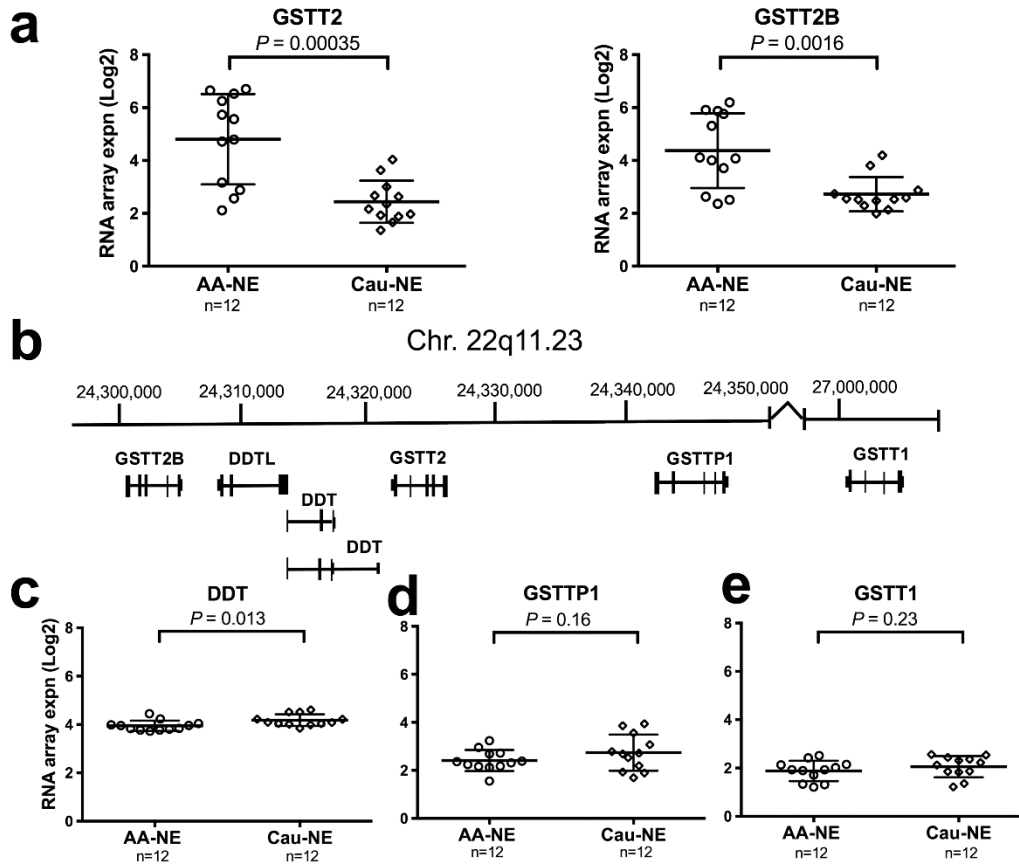 a
GSTT2
P = 0.00035
RNA array expn (Log2)
8
6
4
2
0
AA-NE
n=12
Cau-NE
n=12
GSTT2B
P = 0.0016
RNA array expn (Log2)
8
6
4
2
0
AA-NE
n=12
Cau-NE
n=12
b
Chr. 22q11.23
24,300,000 24,310,000 24,320,000 24,330,000 24,340,000 24,350,000 27,000,000
GSTT2B DDTL GSTT2 GSTTP1 GSTT1
DDT
DDT
c
DDT
P = 0.013
RNA array expn (Log2)
8
6
4
2
0
AA-NE
n=12
Cau-NE
n=12
d
GSTTP1
P = 0.16
8
6
4
2
0
AA-NE
n=12
Cau-NE
n=12
e
GSTT1
P = 0.23
8
6
4
2
0
AA-NE
n=12
Cau-NE
n=12